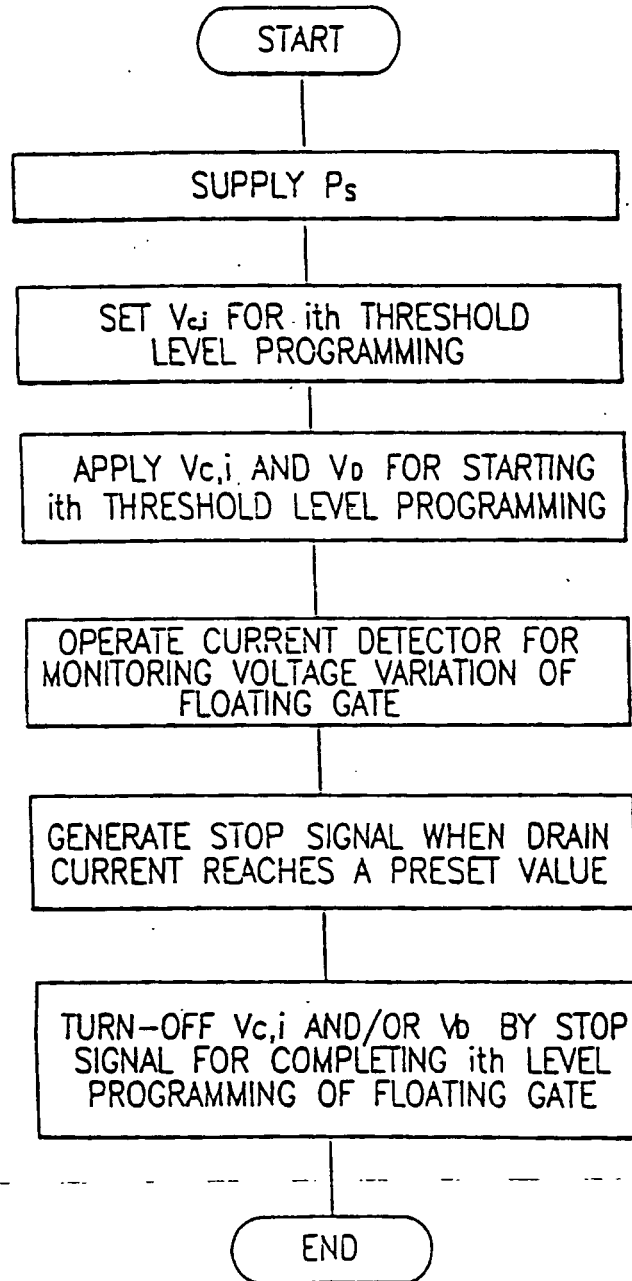 START
SUPPLY Ps
SET Vc,i FOR ith THRESHOLD
LEVEL PROGRAMMING
APPLY Vc,i AND VD FOR STARTING
ith THRESHOLD LEVEL PROGRAMMING
OPERATE CURRENT DETECTOR FOR
MONITORING VOLTAGE VARIATION OF
FLOATING GATE
GENERATE STOP SIGNAL WHEN DRAIN
CURRENT REACHES A PRESET VALUE
TURN-OFF Vc,i AND/OR VD BY STOP
SIGNAL FOR COMPLETING ith LEVEL
PROGRAMMING OF FLOATING GATE
END